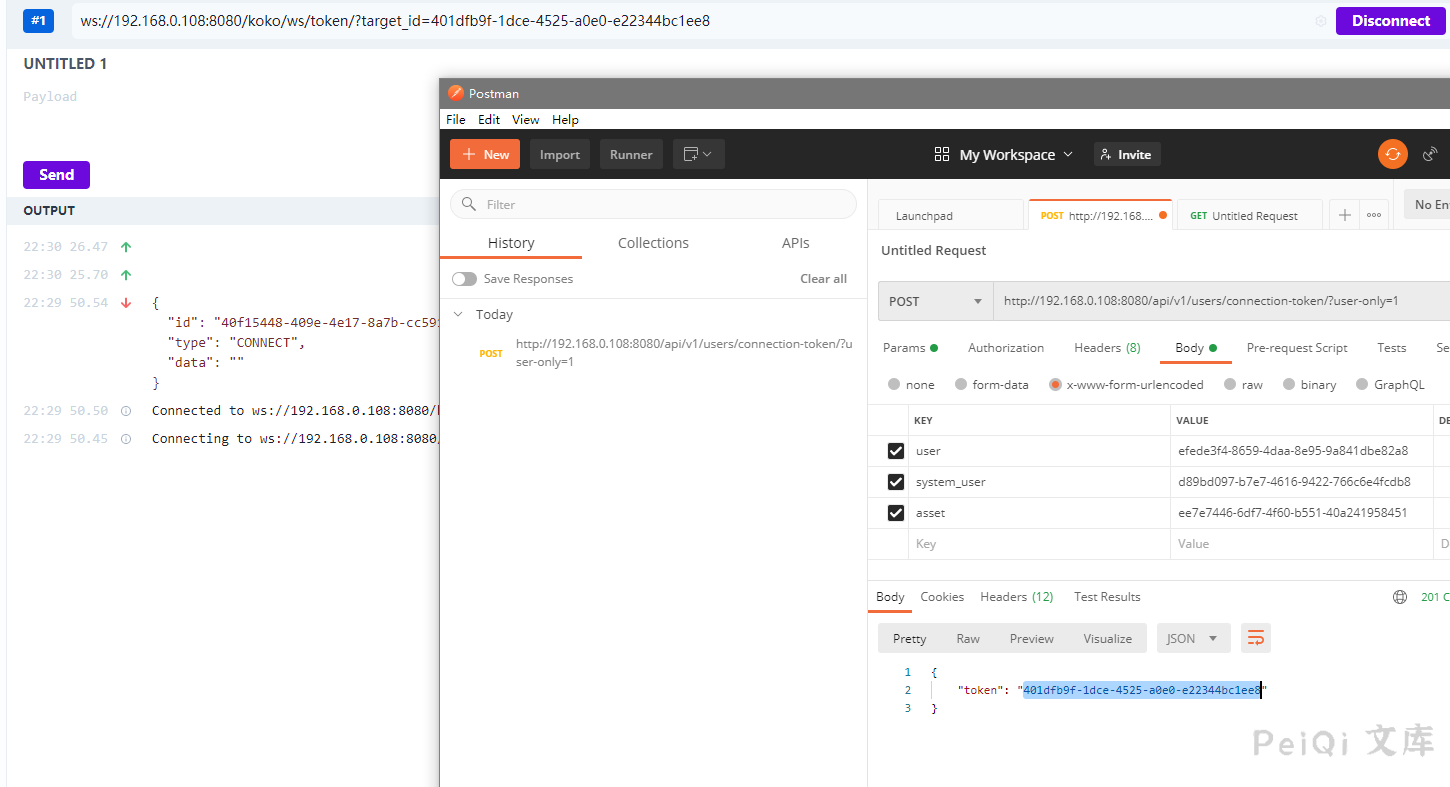 #1
ws://192.168.0.108:8080/koko/ws/token/?target_id=401dfb9f-1dce-4525-a0e0-e22344bc1ee8
Disconnect
UNTITLED 1
Payload
Send
OUTPUT
22:30 26.47
22:30 25.70
22:29 50.54 {
"id": "40f15448-409e-4e17-8a7b-cc59
"type": "CONNECT",
"data": ""
}
22:29 50.50 Connected to ws://192.168.0.108:8080/
22:29 50.45 Connecting to ws://192.168.0.108:8080/
Postman
File Edit View Help
+ New Import Runner
My Workspace
Invite
Filter
History Collections APIs
Save Responses Clear all
Today
POST http://192.168.0.108:8080/api/v1/users/connection-token/?u
ser-only=1
Launchpad
POST http://192.168....
GET Untitled Request
No En
Untitled Request
POST http://192.168.0.108:8080/api/v1/users/connection-token/?user-only=1
Params Authorization Headers (8) Body Pre-request Script Tests Se
none form-data x-www-form-urlencoded raw binary GraphQL
KEY VALUE DE
user efede3f4-8659-4daa-8e95-9a841dbe82a8
system_user d89bd097-b7e7-4616-9422-766c6e4fcdb8
asset ee7e7446-6df7-4f60-b551-40a241958451
Key Value D
Body Cookies Headers (12) Test Results 201 C
Pretty Raw Preview Visualize JSON
1 {
2 "token": "401dfb9f-1dce-4525-a0e0-e22344bc1ee8"
3 }
PeiQi 文库